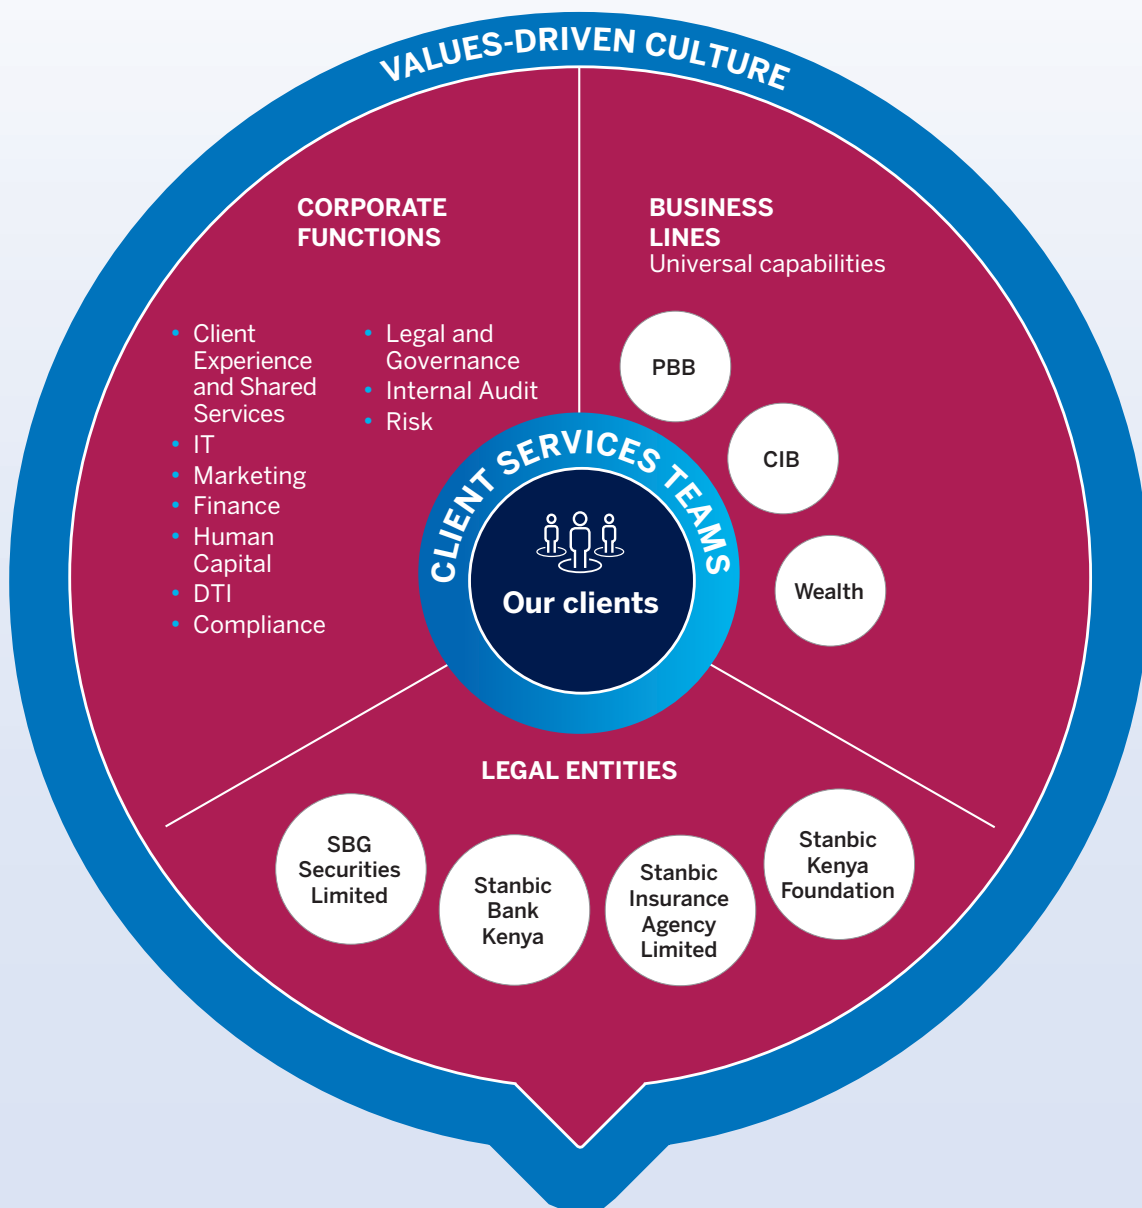 VALUES-DRIVEN CULTURE
CORPORATE
FUNCTIONS
• Client
Experience
and Shared
Services
• IT
• Marketing
• Finance
• Human
Capital
• DTI
• Compliance
• Legal and
Governance
• Internal Audit
• Risk
BUSINESS
LINES
Universal capabilities
PBB
CIB
Wealth
CLIENT SERVICES TEAMS
Our clients
LEGAL ENTITIES
SBG
Securities
Limited
Stanbic
Bank
Kenya
Stanbic
Insurance
Agency
Limited
Stanbic
Kenya
Foundation